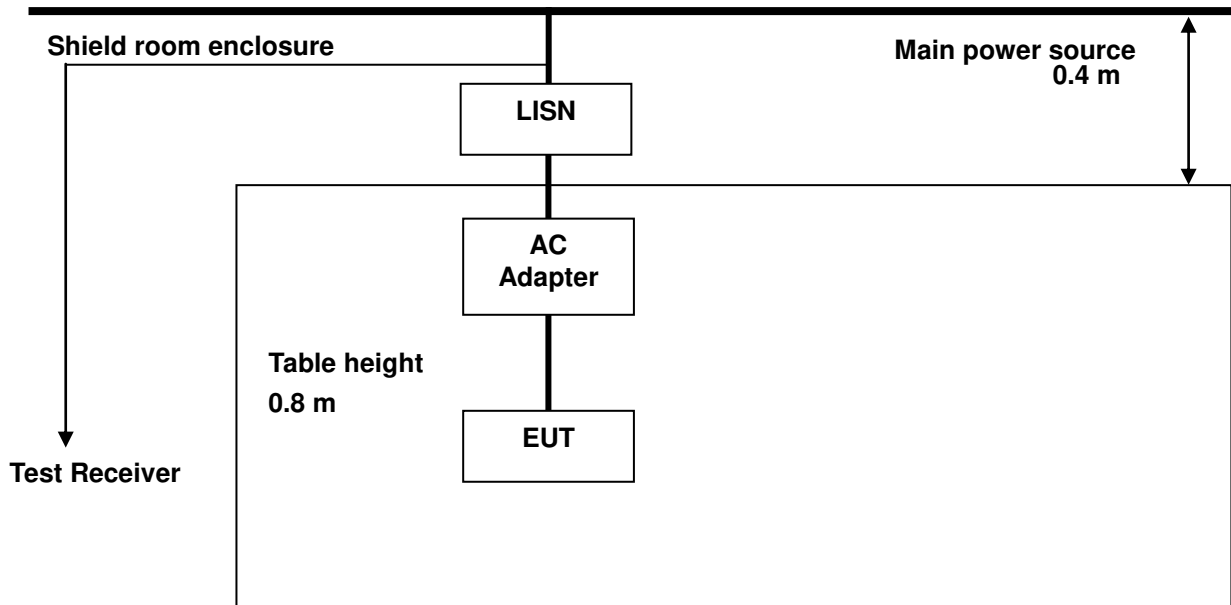 Shield room enclosure
Main power source
0.4 m
LISN
AC
Adapter
Table height
0.8 m
EUT
Test Receiver